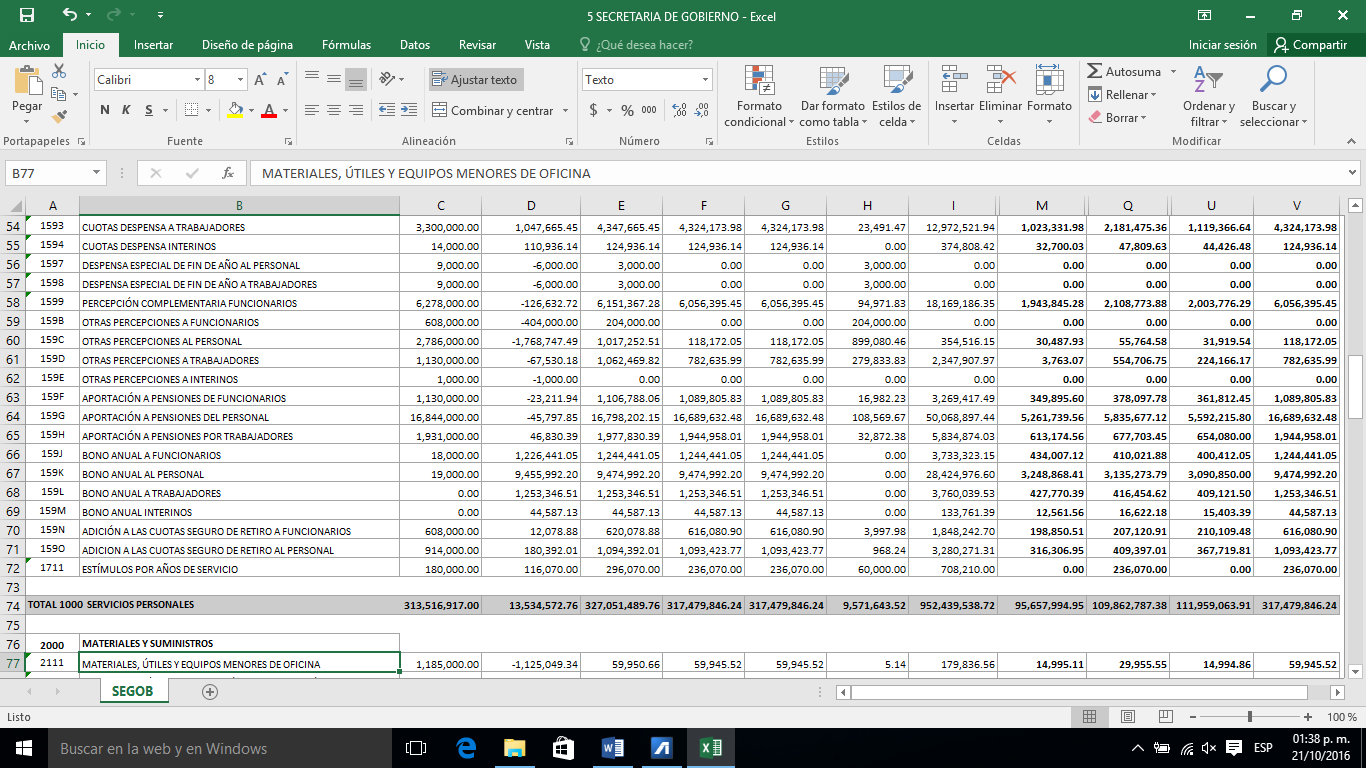 5 SECRETARIA DE GOBIERNO - Excel
Archivo Inicio Insertar Diseño de página Fórmulas Datos Revisar Vista ¿Qué desea hacer? Iniciar sesión Compartir
Pegar Calibri 8 Ajustar texto Combinar y centrar Texto Formato condicional Dar formato como tabla Estilos de celda Insertar Eliminar Formato Autosuma Rellenar Borrar Ordenar y filtrar Buscar y seleccionar
Portapapeles Fuente Alineación Número Estilos Celdas Modificar
B77 fx MATERIALES, ÚTILES Y EQUIPOS MENORES DE OFICINA
A B C D E F G H I M Q U V
54 1593 CUOTAS DESPENSA A TRABAJADORES 3,300,000.00 1,047,665.45 4,347,665.45 4,324,173.98 4,324,173.98 23,491.47 12,972,521.94 1,023,331.98 2,181,475.36 1,119,366.64 4,324,173.98
55 1594 CUOTAS DESPENSA INTERINOS 14,000.00 110,936.14 124,936.14 124,936.14 124,936.14 0.00 374,808.42 32,700.03 47,809.63 44,426.48 124,936.14
56 1597 DESPENSA ESPECIAL DE FIN DE AÑO AL PERSONAL 9,000.00 -6,000.00 3,000.00 0.00 0.00 3,000.00 0.00 0.00 0.00 0.00 0.00
57 1598 DESPENSA ESPECIAL DE FIN DE AÑO A TRABAJADORES 9,000.00 -6,000.00 3,000.00 0.00 0.00 3,000.00 0.00 0.00 0.00 0.00 0.00
58 1599 PERCEPCIÓN COMPLEMENTARIA FUNCIONARIOS 6,278,000.00 -126,632.72 6,151,367.28 6,056,395.45 6,056,395.45 94,971.83 18,169,186.35 1,943,845.28 2,108,773.88 2,003,776.29 6,056,395.45
59 159B OTRAS PERCEPCIONES A FUNCIONARIOS 608,000.00 -404,000.00 204,000.00 0.00 0.00 204,000.00 0.00 0.00 0.00 0.00 0.00
60 159C OTRAS PERCEPCIONES AL PERSONAL 2,786,000.00 -1,768,747.49 1,017,252.51 118,172.05 118,172.05 899,080.46 354,516.15 30,487.93 55,764.58 31,919.54 118,172.05
61 159D OTRAS PERCEPCIONES A TRABAJADORES 1,130,000.00 -67,530.18 1,062,469.82 782,635.99 782,635.99 279,833.83 2,347,907.97 3,763.07 554,706.75 224,166.17 782,635.99
62 159E OTRAS PERCEPCIONES A INTERINOS 1,000.00 -1,000.00 0.00 0.00 0.00 0.00 0.00 0.00 0.00 0.00 0.00
63 159F APORTACIÓN A PENSIONES DE FUNCIONARIOS 1,130,000.00 -23,211.94 1,106,788.06 1,089,805.83 1,089,805.83 16,982.23 3,269,417.49 349,895.60 378,097.78 361,812.45 1,089,805.83
64 159G APORTACIÓN A PENSIONES DEL PERSONAL 16,844,000.00 -45,797.85 16,798,202.15 16,689,632.48 16,689,632.48 108,569.67 50,068,897.44 5,261,739.56 5,835,677.12 5,592,215.80 16,689,632.48
65 159H APORTACIÓN A PENSIONES POR TRABAJADORES 1,931,000.00 46,830.39 1,977,830.39 1,944,958.01 1,944,958.01 32,872.38 5,834,874.03 613,174.56 677,703.45 654,080.00 1,944,958.01
66 159J BONO ANUAL A FUNCIONARIOS 18,000.00 1,226,441.05 1,244,441.05 1,244,441.05 1,244,441.05 0.00 3,733,323.15 434,007.12 410,021.88 400,412.05 1,244,441.05
67 159K BONO ANUAL AL PERSONAL 19,000.00 9,455,992.20 9,474,992.20 9,474,992.20 9,474,992.20 0.00 28,424,976.60 3,248,868.41 3,135,273.79 3,090,850.00 9,474,992.20
68 159L BONO ANUAL A TRABAJADORES 0.00 1,253,346.51 1,253,346.51 1,253,346.51 1,253,346.51 0.00 3,760,039.53 427,770.39 416,454.62 409,121.50 1,253,346.51
69 159M BONO ANUAL INTERINOS 0.00 44,587.13 44,587.13 44,587.13 44,587.13 0.00 133,761.39 12,561.56 16,622.18 15,403.39 44,587.13
70 159N ADICIÓN A LAS CUOTAS SEGURO DE RETIRO A FUNCIONARIOS 608,000.00 12,078.88 620,078.88 616,080.90 616,080.90 3,997.98 1,848,242.70 198,850.51 207,120.91 210,109.48 616,080.90
71 159O ADICION A LAS CUOTAS SEGURO DE RETIRO AL PERSONAL 914,000.00 180,392.01 1,094,392.01 1,093,423.77 1,093,423.77 968.24 3,280,271.31 316,306.95 409,397.01 367,719.81 1,093,423.77
72 1711 ESTÍMULOS POR AÑOS DE SERVICIO 180,000.00 116,070.00 296,070.00 236,070.00 236,070.00 60,000.00 708,210.00 0.00 236,070.00 0.00 236,070.00
73
74 TOTAL 1000 SERVICIOS PERSONALES 313,516,917.00 13,534,572.76 327,051,489.76 317,479,846.24 317,479,846.24 9,571,643.52 952,439,538.72 95,657,994.95 109,862,787.38 111,959,063.91 317,479,846.24
75
76 2000 MATERIALES Y SUMINISTROS
77 2111 MATERIALES, ÚTILES Y EQUIPOS MENORES DE OFICINA 1,185,000.00 -1,125,049.34 59,950.66 59,945.52 59,945.52 5.14 179,836.56 14,995.11 29,955.55 14,994.86 59,945.52
SEGOB
Listo 100 %
Buscar en la web y en Windows ESP 01:38 p. m.
21/10/2016